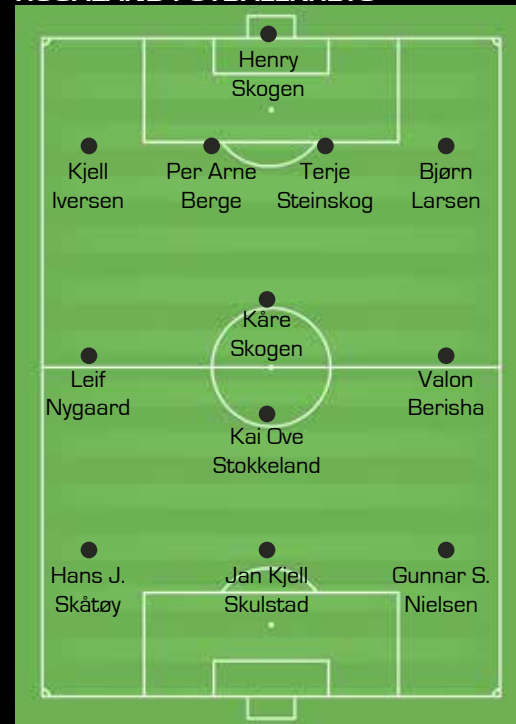 Henry
Skogen
Kjell
Iversen
Per Arne
Berge
Terje
Steinskog
Bjørn
Larsen
Kåre
Skogen
Leif
Nygaard
Valon
Berisha
Kai Ove
Stokkeland
Hans J.
Skåtøy
Jan Kjell
Skulstad
Gunnar S.
Nielsen